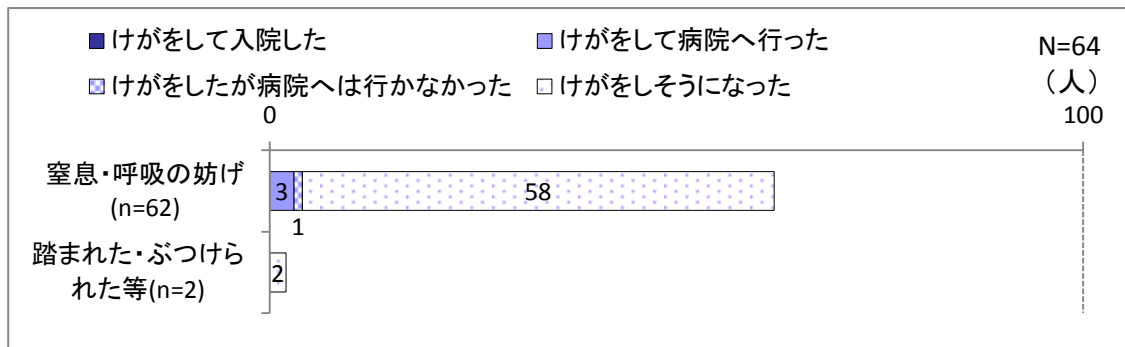 けがをして入院した けがをして病院へ行った
N=64
けがをしたが病院へは行かなかった けがをしそうになった
(人)
0 100
窒息・呼吸の妨げ
(n=62)
3 58
1
踏まれた・ぶつけら
れた等(n=2)
2